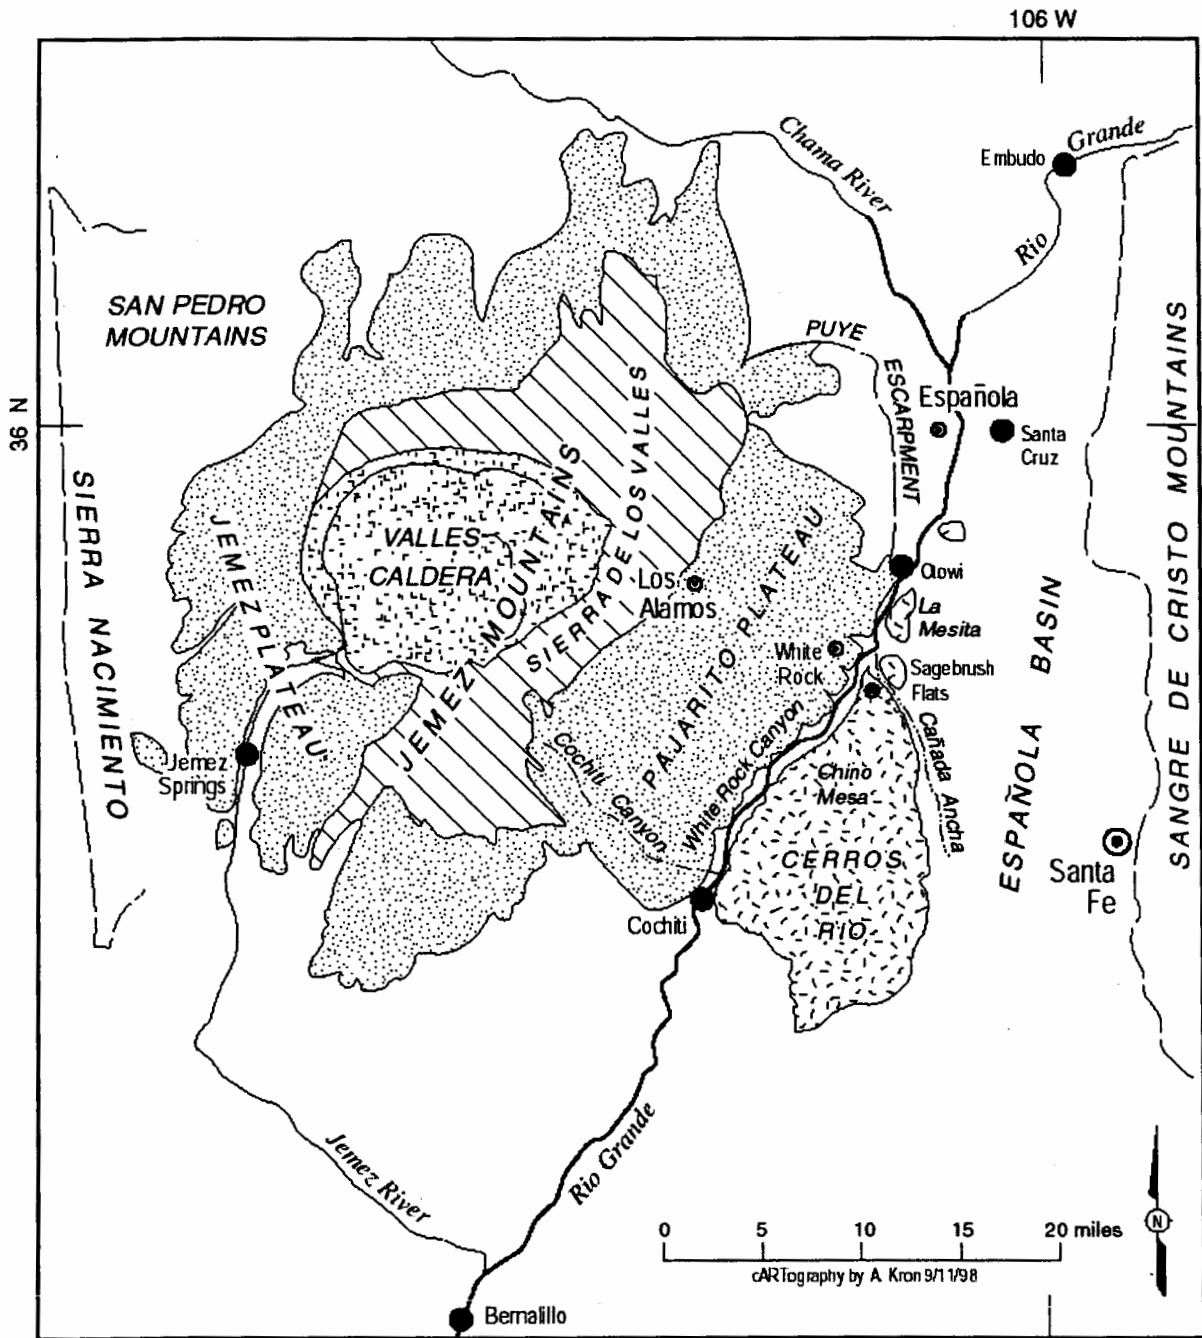 106 W
Chama River
Grande
Embudo
Rio
SAN PEDRO
MOUNTAINS
PUYE
ESCARPMENT
Española
36 N
Santa
Cruz
SANGRE DE CRISTO MOUNTAINS
SIERRA NACIMIENTO
JEMEZ PLATEAU
VALLES
CALDERA
JEMEZ MOUNTAINS
SIERRA DE LOS VALLES
Los
Alamos
PAJARITO PLATEAU
Otowi
La
Mesita
White
Rock
Sagebrush
Flats
ESPAÑOLA BASIN
Jemez
Springs
Cochiti Canyon
White Rock Canyon
Chino
Mesa
Cañada Ancha
CERROS
DEL
RIO
Santa
Fe
Cochiti
Jemez River
Rio Grande
N
0 5 10 15 20 miles
cARTography by A. Kron 9/11/98
Bernalillo